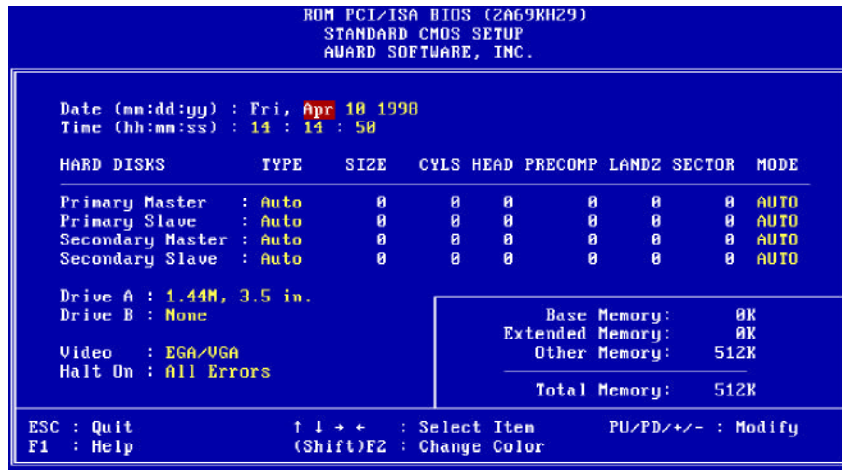 ROM PCI/ISA BIOS (2A69KHZ9)
STANDARD CMOS SETUP
AWARD SOFTWARE, INC.
Date (mm:dd:yy) : Fri, Apr 10 1998
Time (hh:mm:ss) : 14 : 14 : 50
HARD DISKS TYPE SIZE CYLS HEAD PRECOMP LANDZ SECTOR MODE
Primary Master : Auto 0 0 0 0 0 0 AUTO
Primary Slave : Auto 0 0 0 0 0 0 AUTO
Secondary Master : Auto 0 0 0 0 0 0 AUTO
Secondary Slave : Auto 0 0 0 0 0 0 AUTO
Drive A : 1.44M, 3.5 in.
Drive B : None
Video : EGA/VGA
Halt On : All Errors
Base Memory: 0K
Extended Memory: 0K
Other Memory: 512K
Total Memory: 512K
ESC : Quit ↑ ↓ → ← : Select Item PU/PD/+/- : Modify
F1 : Help (Shift)F2 : Change Color